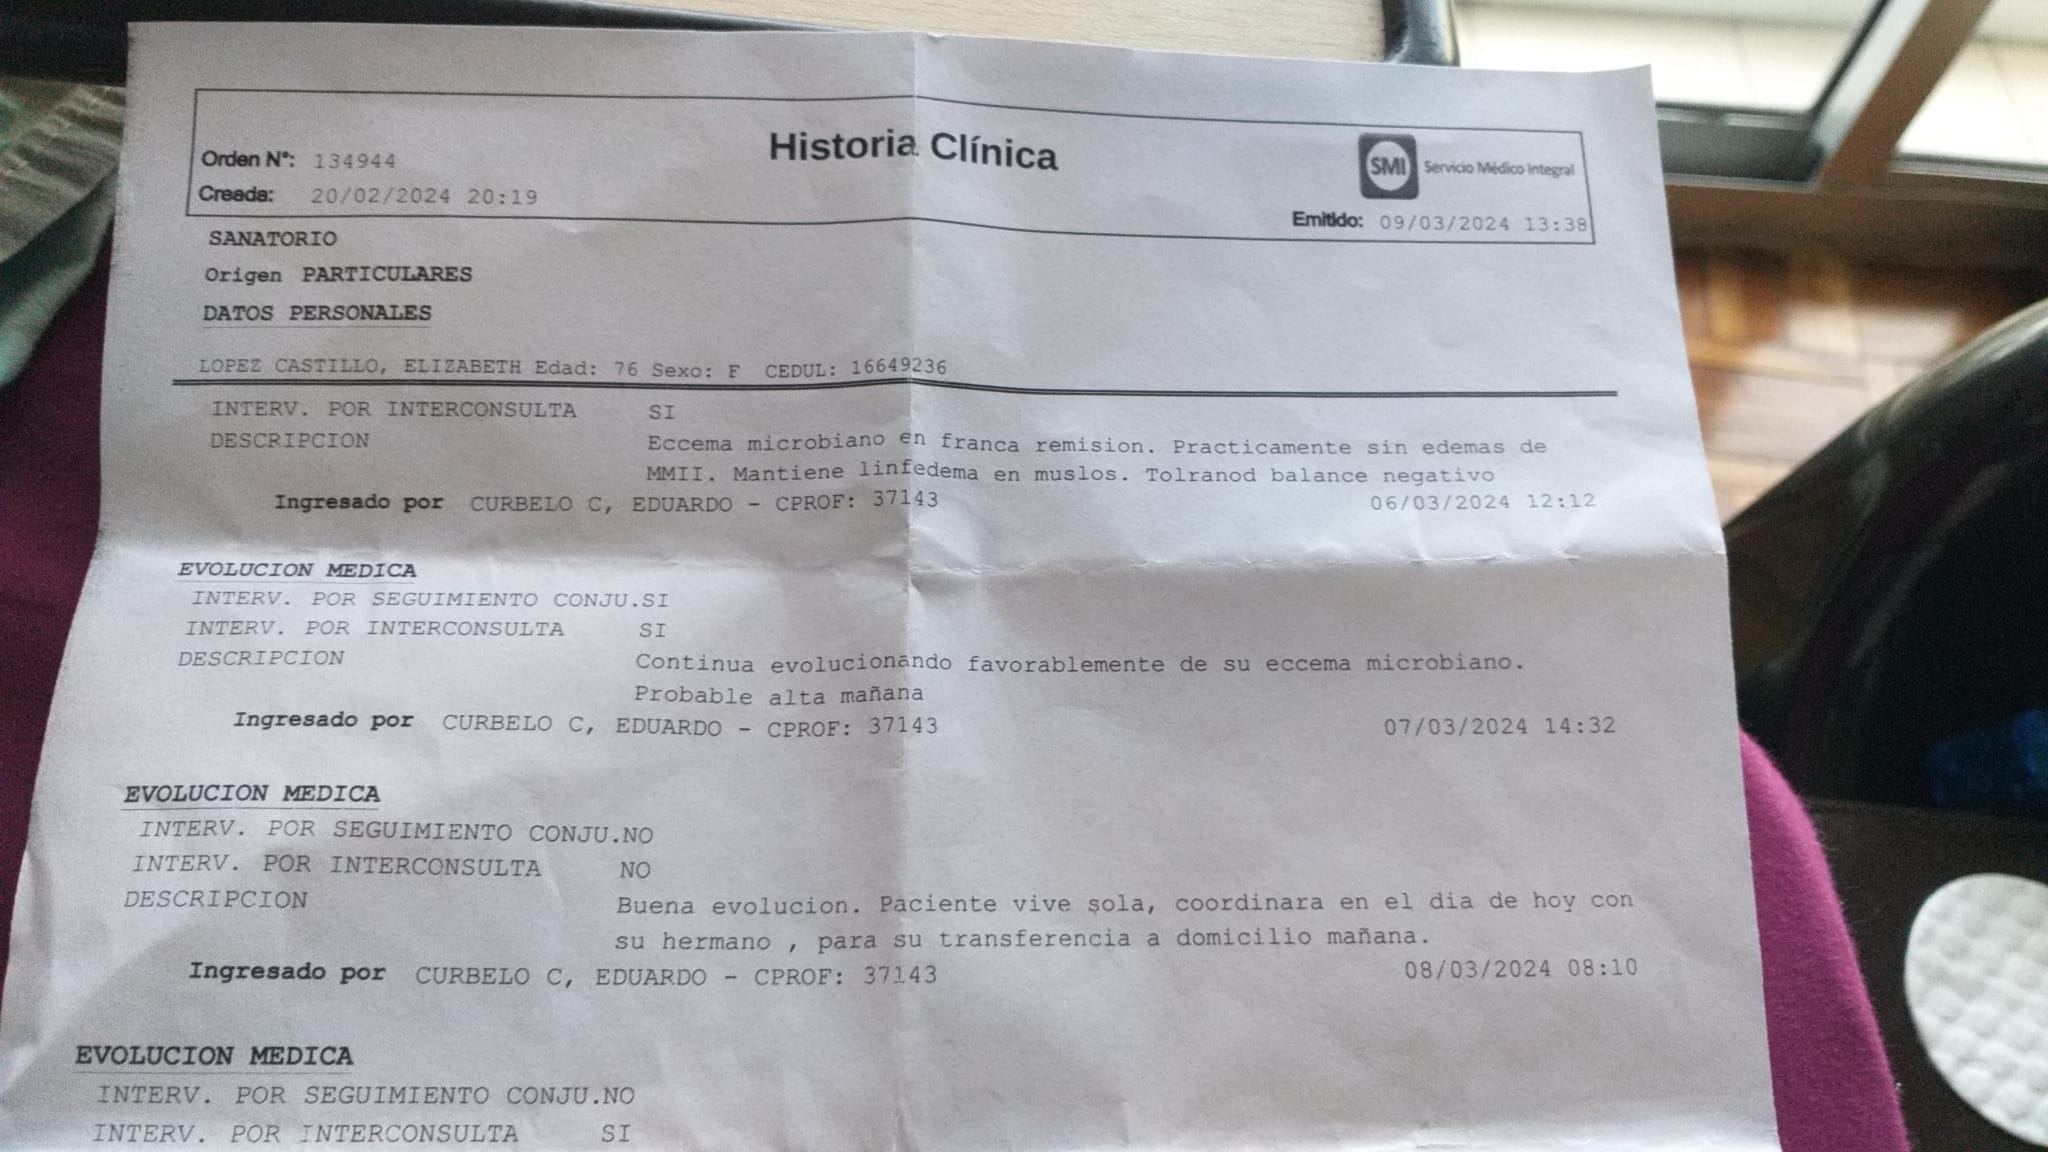 Historia Clínica
Orden N°: 134944
Creada: 20/02/2024 20:19
SMI Servicio Médico Integral
Emitido: 09/03/2024 13:38
SANATORIO
Origen PARTICULARES
DATOS PERSONALES
LOPEZ CASTILLO, ELIZABETH Edad: 76 Sexo: F CEDUL: 16649236
INTERV. POR INTERCONSULTA SI
DESCRIPCION Eccema microbiano en franca remision. Practicamente sin edemas de
MMII. Mantiene linfedema en muslos. Tolranod balance negativo
Ingresado por CURBELO C, EDUARDO - CPROF: 37143 06/03/2024 12:12
EVOLUCION MEDICA
INTERV. POR SEGUIMIENTO CONJU.SI
INTERV. POR INTERCONSULTA SI
DESCRIPCION Continua evolucionando favorablemente de su eccema microbiano.
Probable alta mañana
Ingresado por CURBELO C, EDUARDO - CPROF: 37143 07/03/2024 14:32
EVOLUCION MEDICA
INTERV. POR SEGUIMIENTO CONJU.NO
INTERV. POR INTERCONSULTA NO
DESCRIPCION Buena evolucion. Paciente vive sola, coordinara en el dia de hoy con
su hermano , para su transferencia a domicilio mañana.
Ingresado por CURBELO C, EDUARDO - CPROF: 37143 08/03/2024 08:10
EVOLUCION MEDICA
INTERV. POR SEGUIMIENTO CONJU.NO
INTERV. POR INTERCONSULTA SI